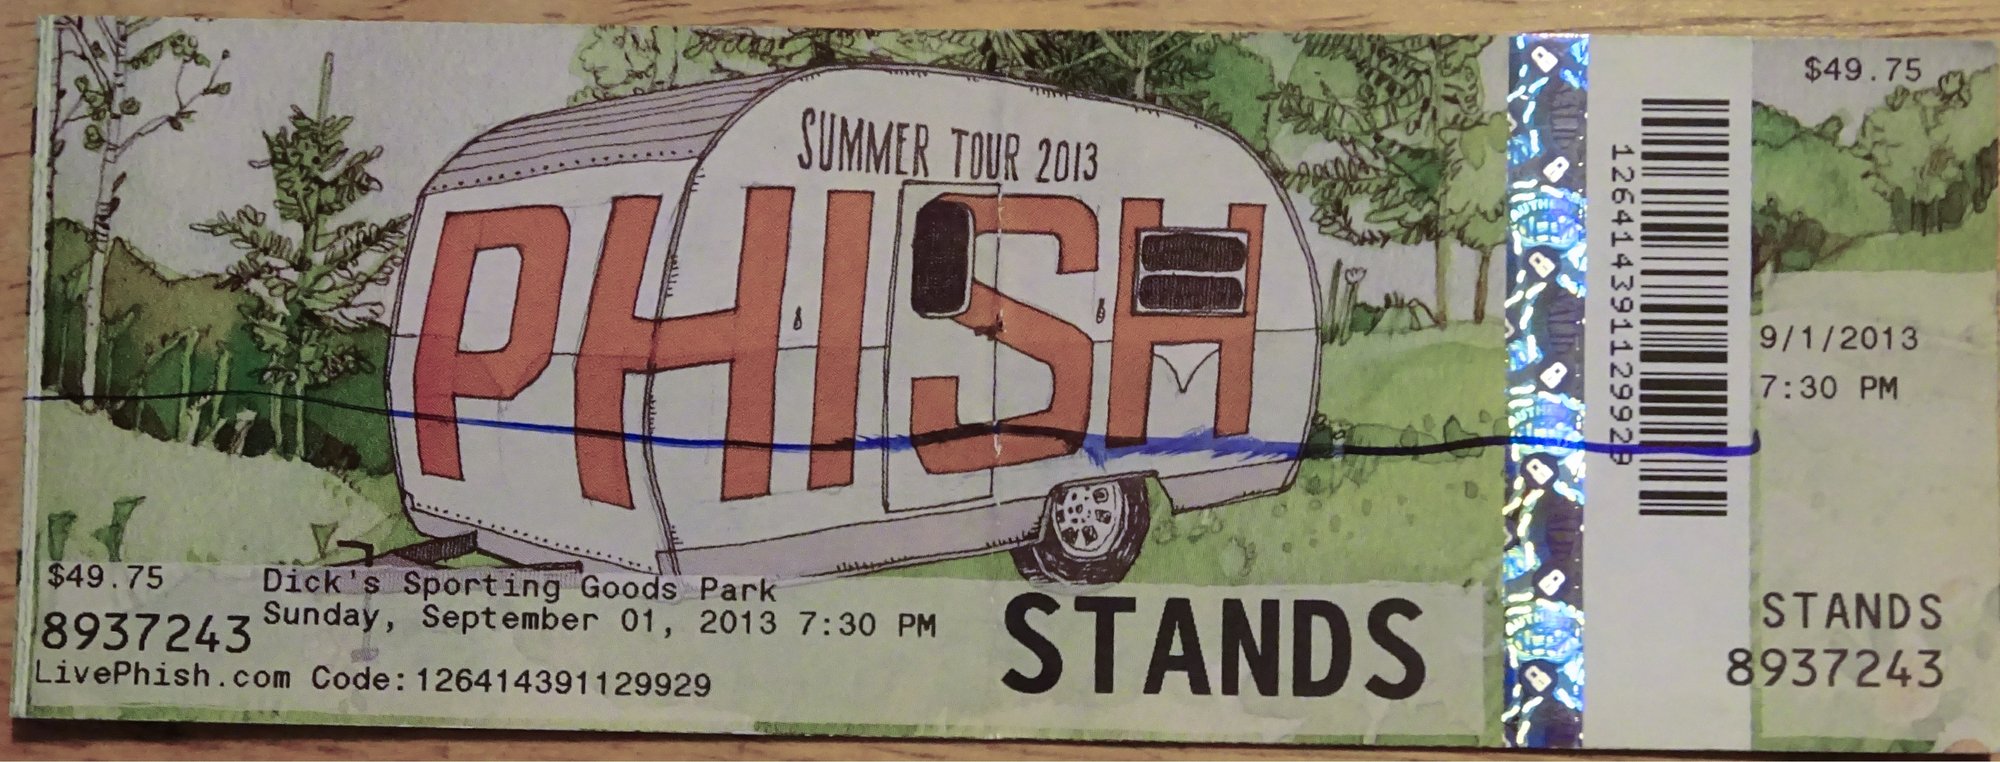 SUMMER TOUR 2013
PHISH
$49.75
Dick's Sporting Goods Park
8937243
Sunday, September 01, 2013 7:30 PM
LivePhish.com Code:126414391129929
STANDS
126414391129929
$49.75
9/1/2013
7:30 PM
STANDS
8937243